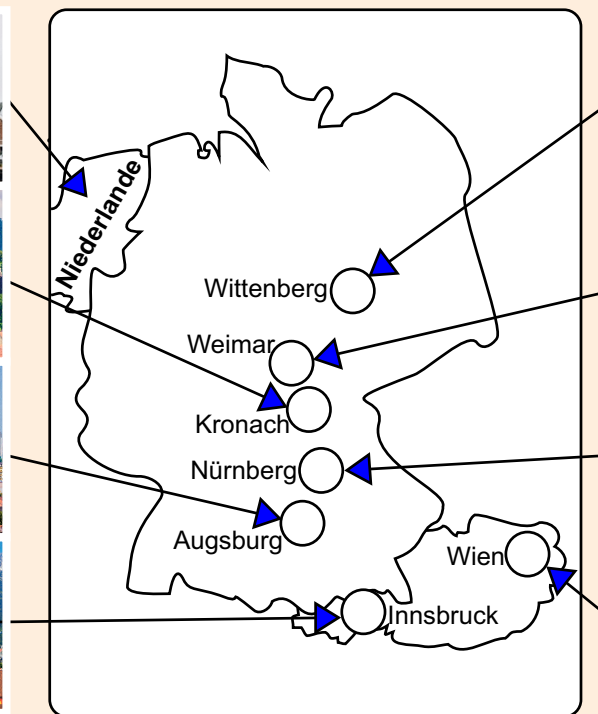 Niederlande
Wittenberg
Weimar
Kronach
Nürnberg
Augsburg
Wien
Innsbruck